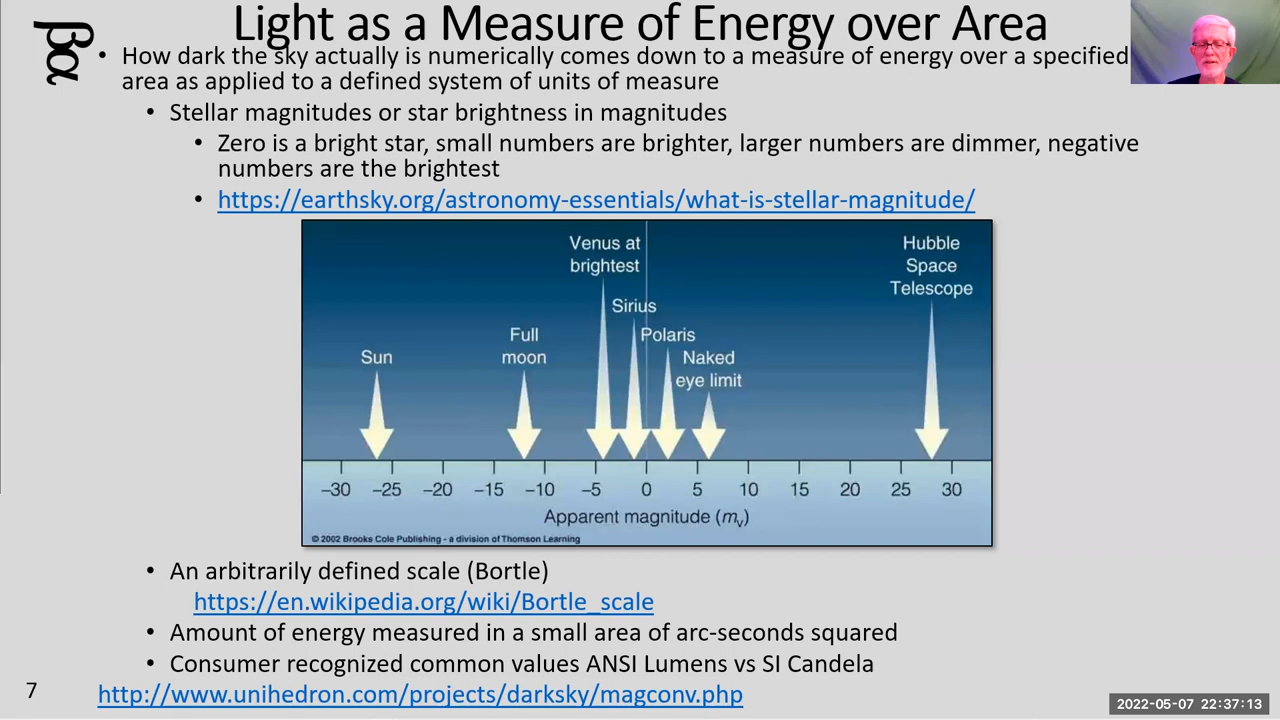 Light as a Measure of Energy over Area
• How dark the sky actually is numerically comes down to a measure of energy over a specified
area as applied to a defined system of units of measure
• Stellar magnitudes or star brightness in magnitudes
• Zero is a bright star, small numbers are brighter, larger numbers are dimmer, negative
numbers are the brightest
• https://earthsky.org/astronomy-essentials/what-is-stellar-magnitude/
Venus at
brightest
Hubble
Space
Telescope
Sirius
Full
moon
Polaris
Sun
Naked
eye limit
−30 −25 −20 −15 −10 −5 0 5 10 15 20 25 30
Apparent magnitude (mv)
© 2002 Brooks Cole Publishing - a division of Thomson Learning
• An arbitrarily defined scale (Bortle)
https://en.wikipedia.org/wiki/Bortle_scale
• Amount of energy measured in a small area of arc-seconds squared
• Consumer recognized common values ANSI Lumens vs SI Candela
http://www.unihedron.com/projects/darksky/magconv.php
7
2022-05-07 22:37:13